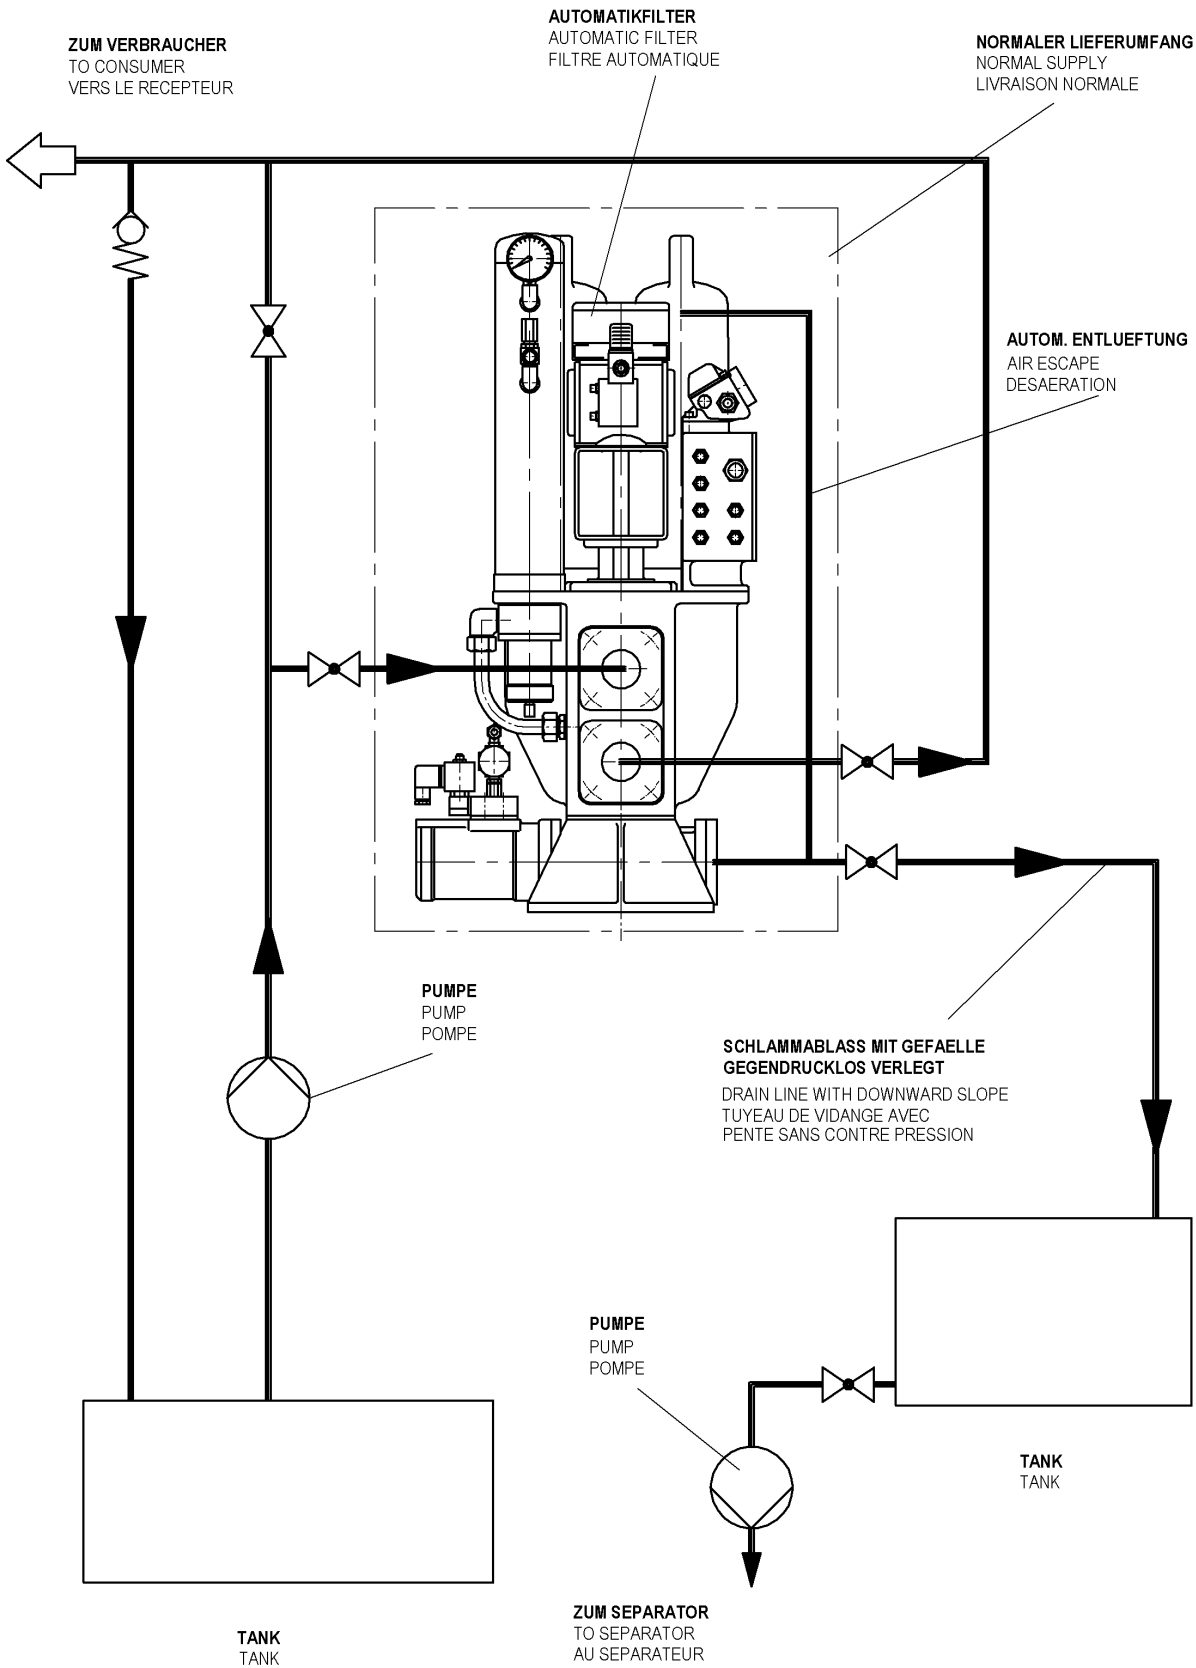 AUTOMATIKFILTER
AUTOMATIC FILTER
FILTRE AUTOMATIQUE
ZUM VERBRAUCHER
TO CONSUMER
VERS LE RECEPTEUR
NORMALER LIEFERUMFANG
NORMAL SUPPLY
LIVRAISON NORMALE
AUTOM. ENTLUEFTUNG
AIR ESCAPE
DESAERATION
PUMPE
PUMP
POMPE
SCHLAMMABLASS MIT GEFAELLE
GEGENDRUCKLOS VERLEGT
DRAIN LINE WITH DOWNWARD SLOPE
TUYEAU DE VIDANGE AVEC
PENTE SANS CONTRE PRESSION
PUMPE
PUMP
POMPE
TANK
TANK
ZUM SEPARATOR
TO SEPARATOR
AU SEPARATEUR
TANK
TANK